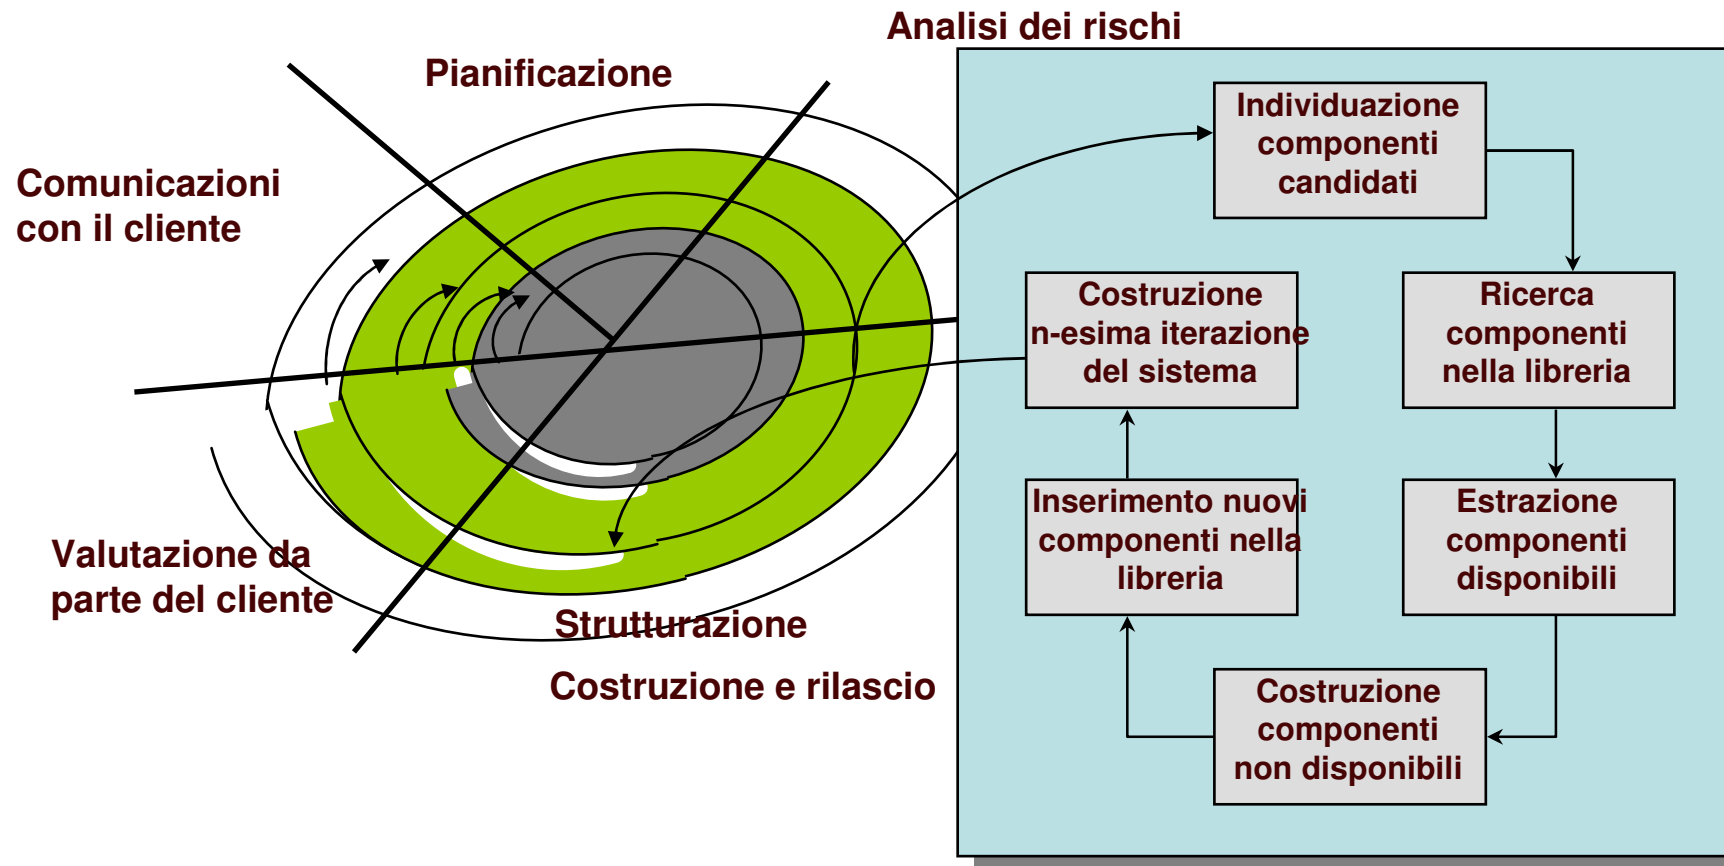 Analisi dei rischi
Pianificazione
Comunicazioni
con il cliente
Valutazione da
parte del cliente
Strutturazione
Costruzione e rilascio
Individuazione
componenti
candidati
Ricerca
componenti
nella libreria
Estrazione
componenti
disponibili
Costruzione
componenti
non disponibili
Inserimento nuovi
componenti nella
libreria
Costruzione
n-esima iterazione
del sistema